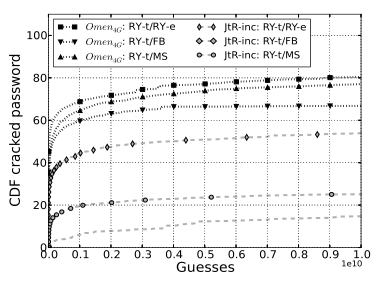 Omen4G: RY-t/RY-e
Omen4G: RY-t/FB
Omen4G: RY-t/MS
JtR-inc: RY-t/RY-e
JtR-inc: RY-t/FB
JtR-inc: RY-t/MS
CDF cracked password
100
80
60
40
20
0
0.0 0.1 0.2 0.3 0.4 0.5 0.6 0.7 0.8 0.9 1.0
Guesses
1e10